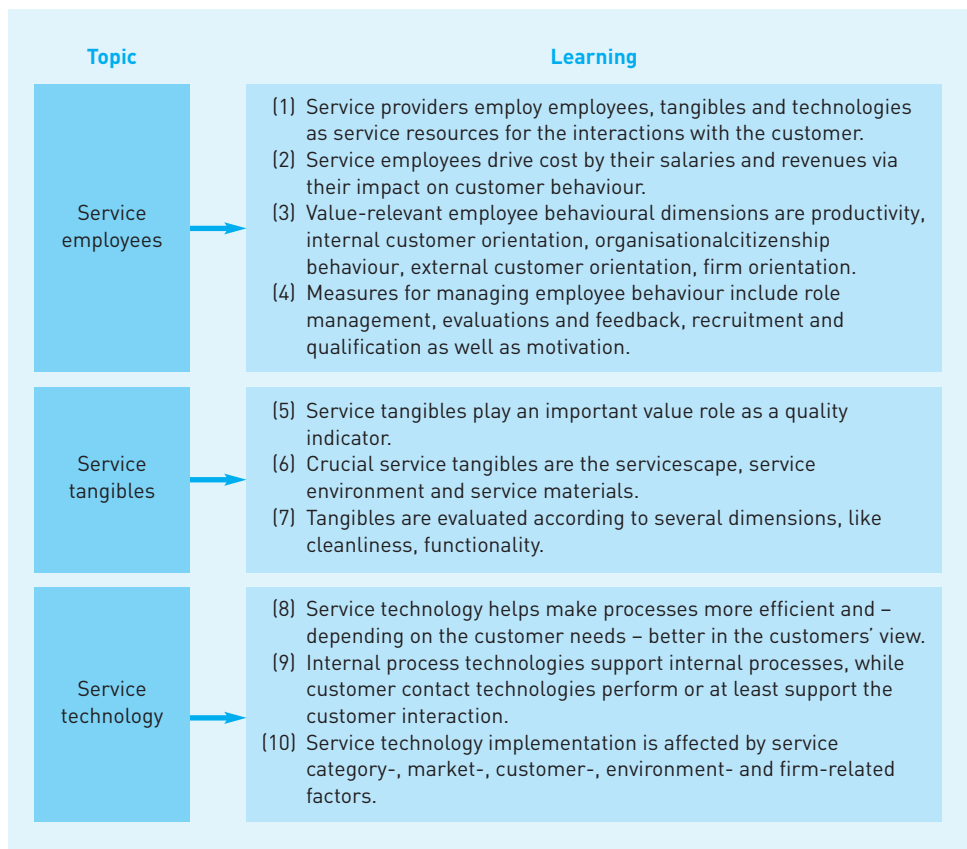 Topic
Learning
Service
employees
(1) Service providers employ employees, tangibles and technologies
as service resources for the interactions with the customer.
(2) Service employees drive cost by their salaries and revenues via
their impact on customer behaviour.
(3) Value-relevant employee behavioural dimensions are productivity,
internal customer orientation, organisationalcitizenship
behaviour, external customer orientation, firm orientation.
(4) Measures for managing employee behaviour include role
management, evaluations and feedback, recruitment and
qualification as well as motivation.
Service
tangibles
(5) Service tangibles play an important value role as a quality
indicator.
(6) Crucial service tangibles are the servicescape, service
environment and service materials.
(7) Tangibles are evaluated according to several dimensions, like
cleanliness, functionality.
Service
technology
(8) Service technology helps make processes more efficient and –
depending on the customer needs – better in the customers’ view.
(9) Internal process technologies support internal processes, while
customer contact technologies perform or at least support the
customer interaction.
(10) Service technology implementation is affected by service
category-, market-, customer-, environment- and firm-related
factors.